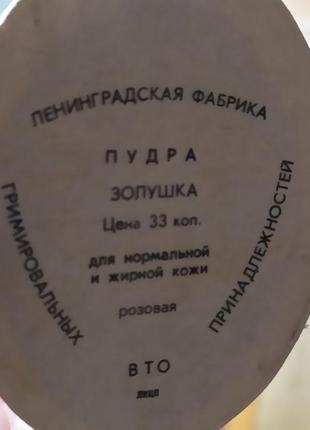 ЛЕНИНГРАДСКАЯ ФАБРИКА
ГРИМИРОВАЛЬНЫХ
ПРИНАДЛЕЖНОСТЕЙ
ПУДРА
ЗОЛУШКА
Цена 33 коп.
для нормальной
и жирной кожи
розовая
ВТО